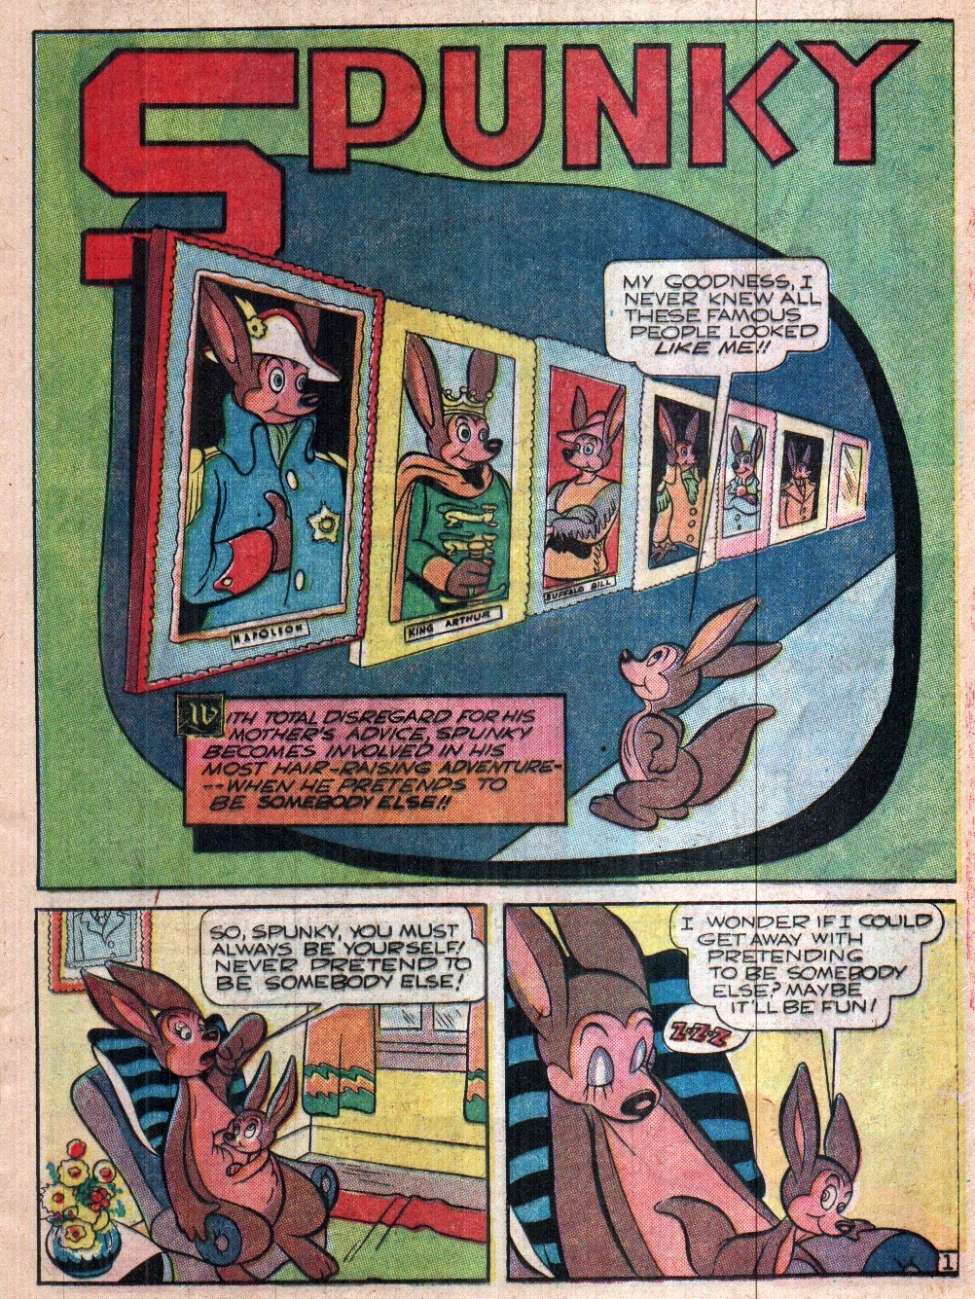 SPUNKY
MY GOODNESS, I
NEVER KNEW ALL
THESE FAMOUS
PEOPLE LOOKED
LIKE ME!!
NAPOLEON
KING ARTHUR
BUFFALO BILL
WITH TOTAL DISREGARD FOR HIS
MOTHER'S ADVICE, SPUNKY
BECOMES INVOLVED IN HIS
MOST HAIR-RAISING ADVENTURE-
--WHEN HE PRETENDS TO
BE SOMEBODY ELSE!!
SO, SPUNKY, YOU MUST
ALWAYS BE YOURSELF!
NEVER PRETEND TO
BE SOMEBODY ELSE!
I WONDER IF I COULD
GET AWAY WITH
PRETENDING
TO BE SOMEBODY
ELSE? MAYBE
IT'LL BE FUN!
Z-Z-Z
1